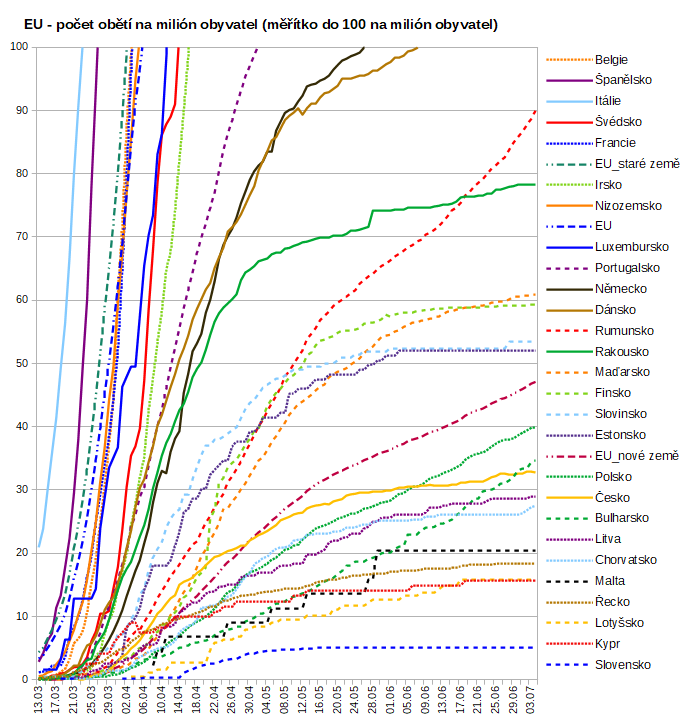 EU - počet obětí na milión obyvatel (měřítko do 100 na milión obyvatel)
100
90
80
70
60
50
40
30
20
10
0
Belgie
Španělsko
Itálie
Švédsko
Francie
EU_staré země
Irsko
Nizozemsko
EU
Luxembursko
Portugalsko
Německo
Dánsko
Rumunsko
Rakousko
Maďarsko
Finsko
Slovinsko
Estonsko
EU_nové země
Polsko
Česko
Bulharsko
Litva
Chorvatsko
Malta
Řecko
Lotyšsko
Kypr
Slovensko
13.03
17.03
21.03
25.03
29.03
02.04
06.04
10.04
14.04
18.04
22.04
26.04
30.04
04.05
08.05
12.05
16.05
20.05
24.05
28.05
01.06
05.06
09.06
13.06
17.06
21.06
25.06
29.06
03.07